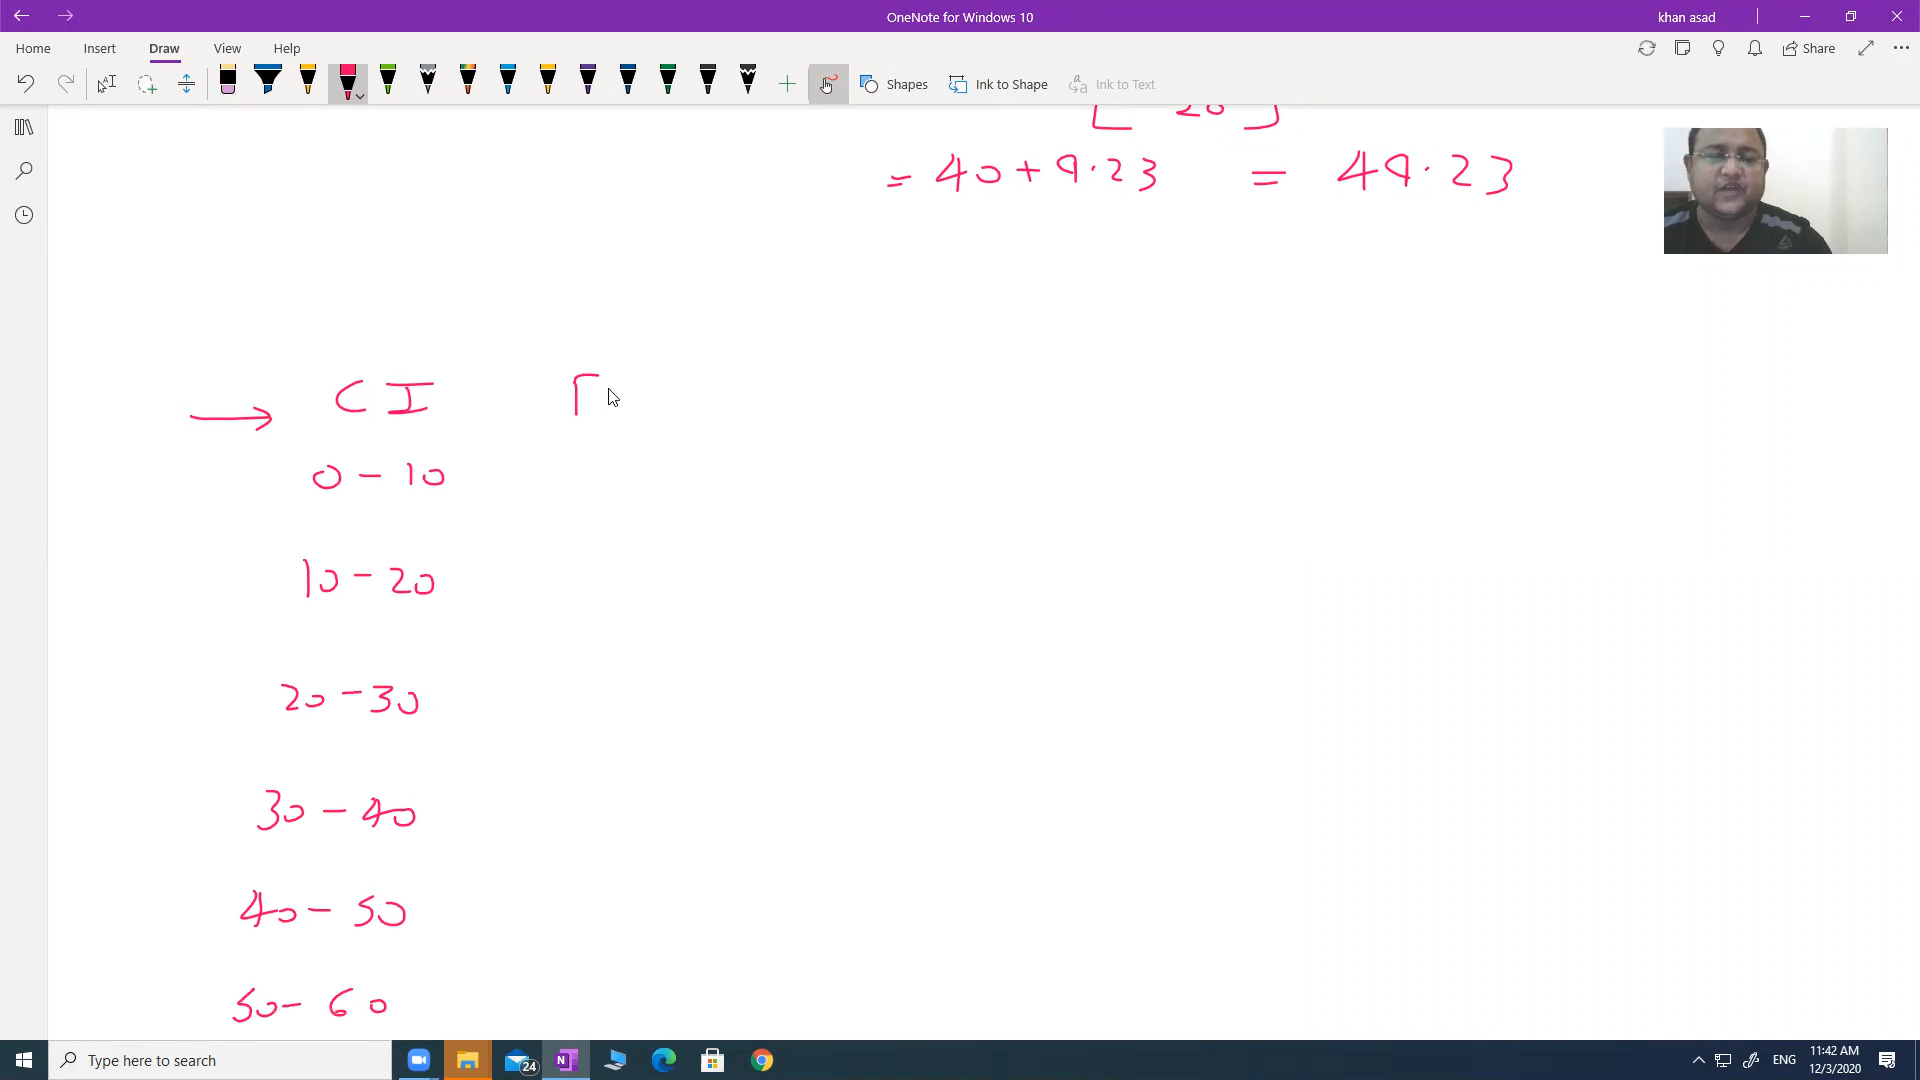 OneNote for Windows 10
khan asad
Home Insert Draw View Help
Share
Shapes
Ink to Shape
Ink to Text
20
= 40 + 9.23 = 49.23
→ C I
0 - 10
10 - 20
20 - 30
30 - 40
40 - 50
50 - 60
Type here to search
24
ENG
11:42 AM
12/3/2020